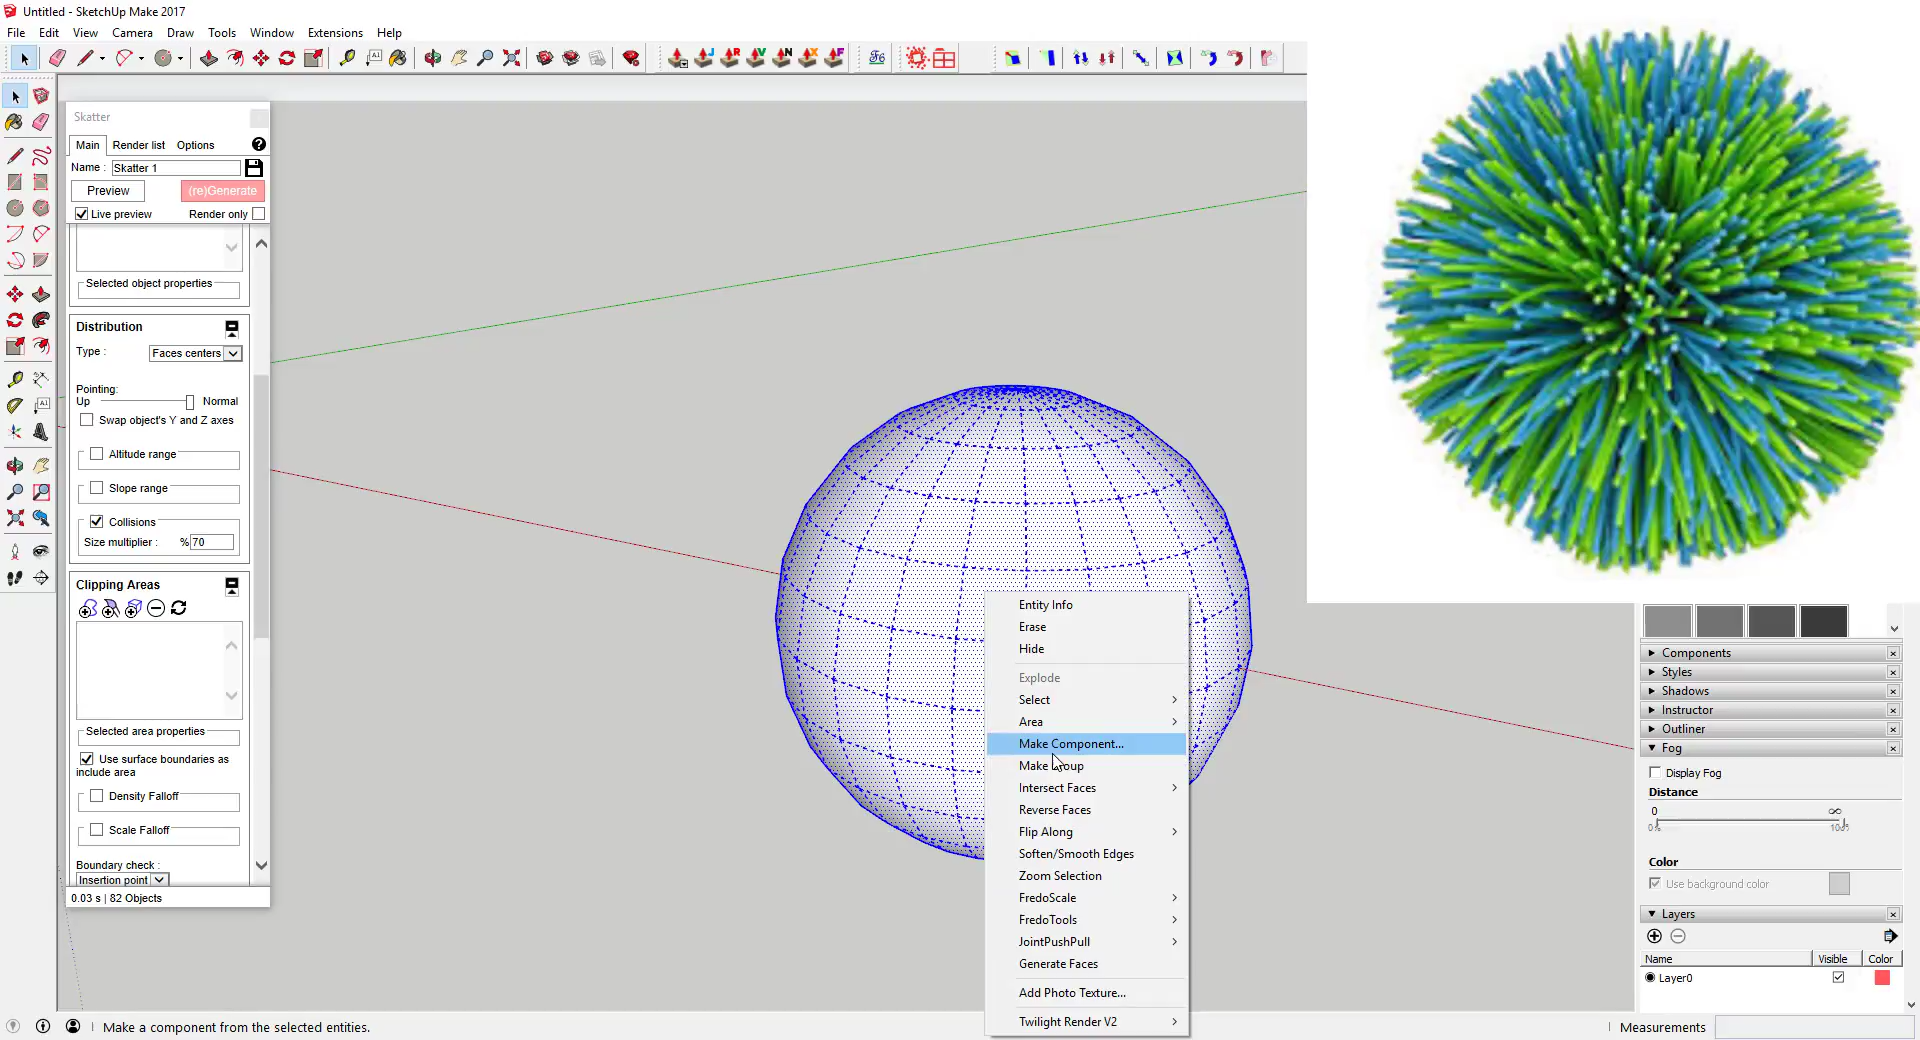 Untitled - SketchUp Make 2017
File Edit View Camera Draw Tools Window Extensions Help
Skatter
Main Render list Options
Name : Skatter 1
Preview (re)Generate
Live preview Render only
Selected object properties
Distribution
Type : Faces centers
Pointing:
Up Normal
Swap object's Y and Z axes
Altitude range
Slope range
Collisions
Size multiplier : % 70
Clipping Areas
Selected area properties
Use surface boundaries as
include area
Density Falloff
Scale Falloff
Boundary check :
Insertion point
0.03 s | 82 Objects
Entity Info
Erase
Hide
Explode
Select
Area
Make Component...
Make Group
Intersect Faces
Reverse Faces
Flip Along
Soften/Smooth Edges
Zoom Selection
FredoScale
FredoTools
JointPushPull
Generate Faces
Add Photo Texture...
Twilight Render V2
Components
Styles
Shadows
Instructor
Outliner
Fog
Display Fog
Distance
0 ∞
Color
Use background color
Layers
Name Visible Color
Layer0
Make a component from the selected entities.
Measurements